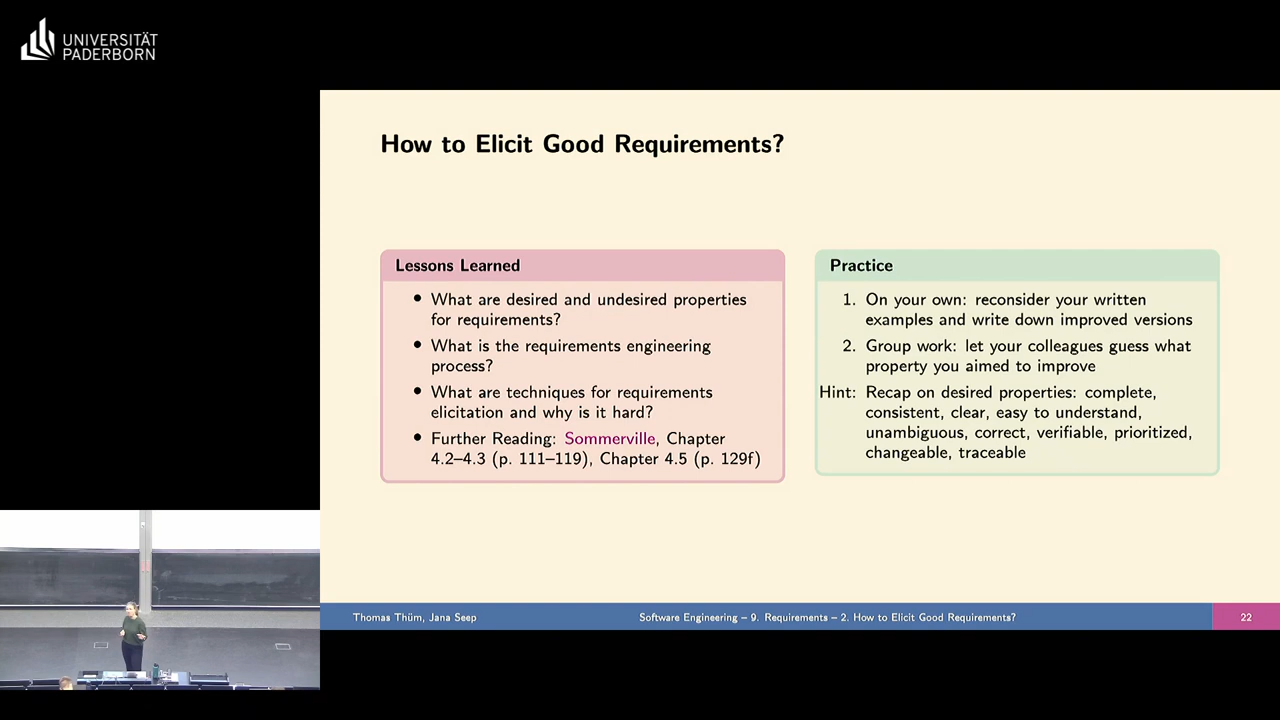 UNIVERSITÄT
PADERBORN
How to Elicit Good Requirements?
Lessons Learned
• What are desired and undesired properties
for requirements?
• What is the requirements engineering
process?
• What are techniques for requirements
elicitation and why is it hard?
• Further Reading: Sommerville, Chapter
4.2–4.3 (p. 111–119), Chapter 4.5 (p. 129f)
Practice
1. On your own: reconsider your written
examples and write down improved versions
2. Group work: let your colleagues guess what
property you aimed to improve
Hint: Recap on desired properties: complete,
consistent, clear, easy to understand,
unambiguous, correct, verifiable, prioritized,
changeable, traceable
Thomas Thüm, Jana Seep
Software Engineering – 9. Requirements – 2. How to Elicit Good Requirements?
22